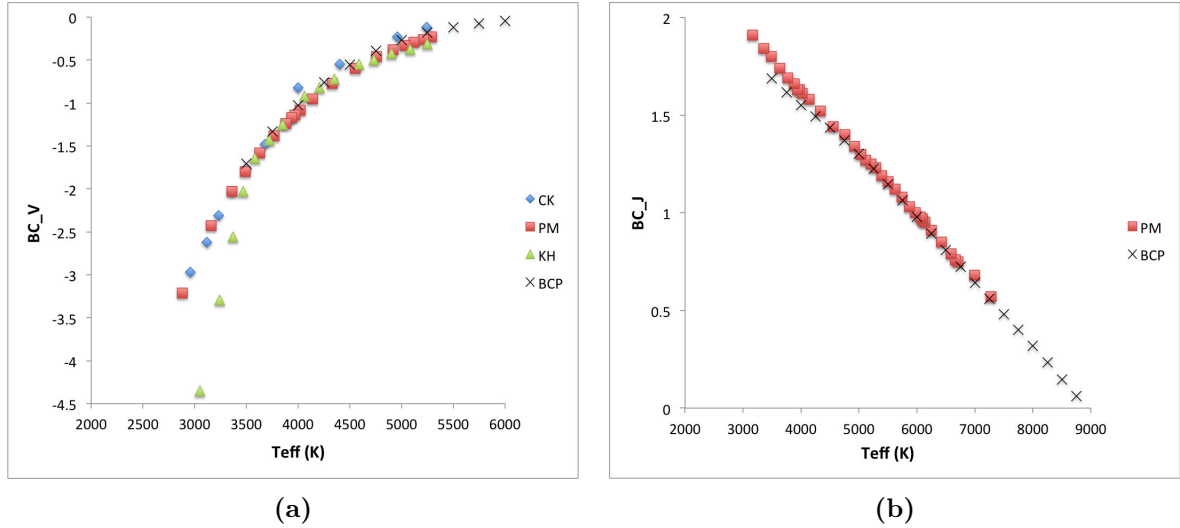 0
-0.5
-1
-1.5
-2
-2.5
-3
-3.5
-4
-4.5
BC_V
2000 2500 3000 3500 4000 4500 5000 5500 6000
Teff (K)
CK
PM
KH
BCP
(a)
2
1.5
1
0.5
0
BC_J
2000 3000 4000 5000 6000 7000 8000 9000
Teff (K)
PM
BCP
(b)